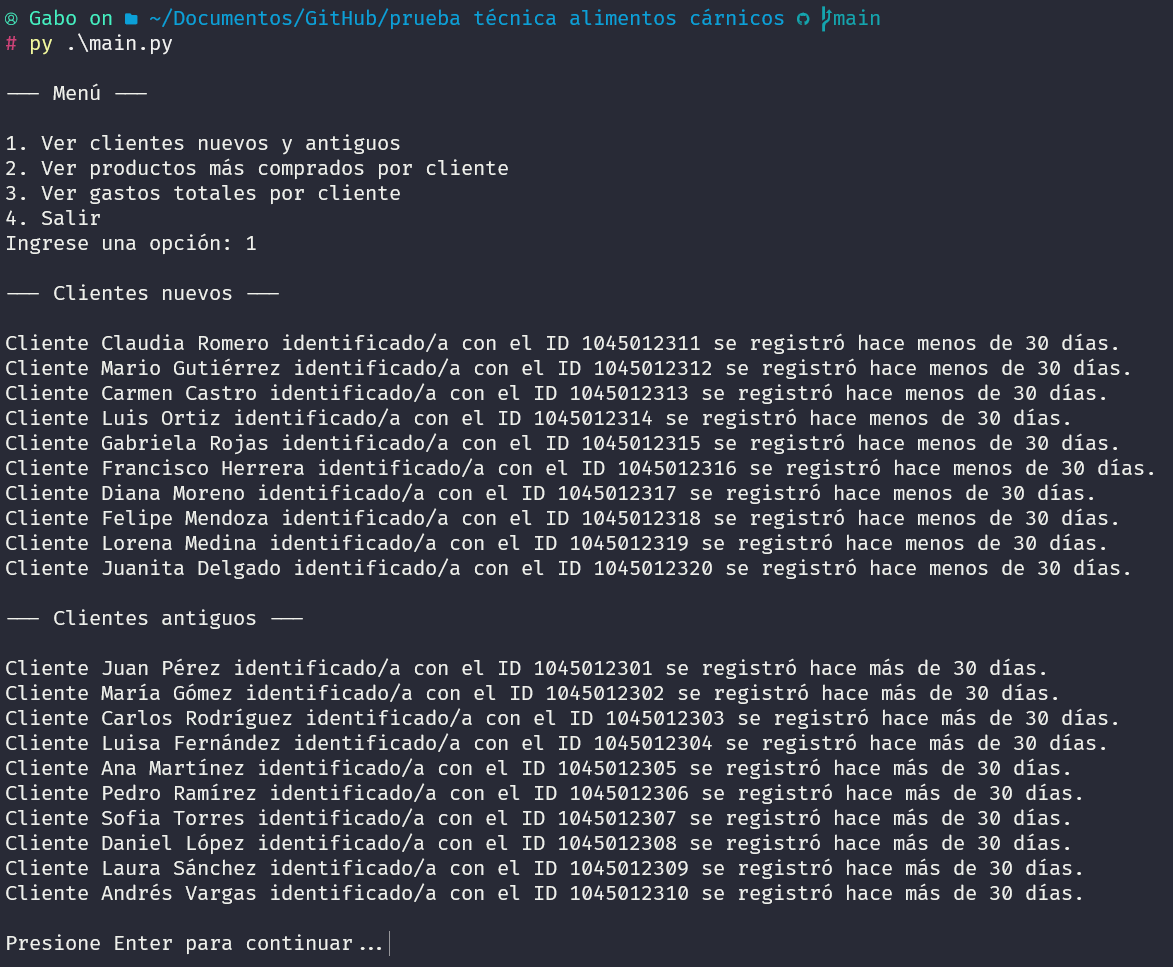 Gabo on ~/Documentos/GitHub/prueba técnica alimentos cárnicos main
# py .\main.py
--- Menú ---
1. Ver clientes nuevos y antiguos
2. Ver productos más comprados por cliente
3. Ver gastos totales por cliente
4. Salir
Ingrese una opción: 1
--- Clientes nuevos ---
Cliente Claudia Romero identificado/a con el ID 1045012311 se registró hace menos de 30 días.
Cliente Mario Gutiérrez identificado/a con el ID 1045012312 se registró hace menos de 30 días.
Cliente Carmen Castro identificado/a con el ID 1045012313 se registró hace menos de 30 días.
Cliente Luis Ortiz identificado/a con el ID 1045012314 se registró hace menos de 30 días.
Cliente Gabriela Rojas identificado/a con el ID 1045012315 se registró hace menos de 30 días.
Cliente Francisco Herrera identificado/a con el ID 1045012316 se registró hace menos de 30 días.
Cliente Diana Moreno identificado/a con el ID 1045012317 se registró hace menos de 30 días.
Cliente Felipe Mendoza identificado/a con el ID 1045012318 se registró hace menos de 30 días.
Cliente Lorena Medina identificado/a con el ID 1045012319 se registró hace menos de 30 días.
Cliente Juanita Delgado identificado/a con el ID 1045012320 se registró hace menos de 30 días.
--- Clientes antiguos ---
Cliente Juan Pérez identificado/a con el ID 1045012301 se registró hace más de 30 días.
Cliente María Gómez identificado/a con el ID 1045012302 se registró hace más de 30 días.
Cliente Carlos Rodríguez identificado/a con el ID 1045012303 se registró hace más de 30 días.
Cliente Luisa Fernández identificado/a con el ID 1045012304 se registró hace más de 30 días.
Cliente Ana Martínez identificado/a con el ID 1045012305 se registró hace más de 30 días.
Cliente Pedro Ramírez identificado/a con el ID 1045012306 se registró hace más de 30 días.
Cliente Sofia Torres identificado/a con el ID 1045012307 se registró hace más de 30 días.
Cliente Daniel López identificado/a con el ID 1045012308 se registró hace más de 30 días.
Cliente Laura Sánchez identificado/a con el ID 1045012309 se registró hace más de 30 días.
Cliente Andrés Vargas identificado/a con el ID 1045012310 se registró hace más de 30 días.
Presione Enter para continuar...